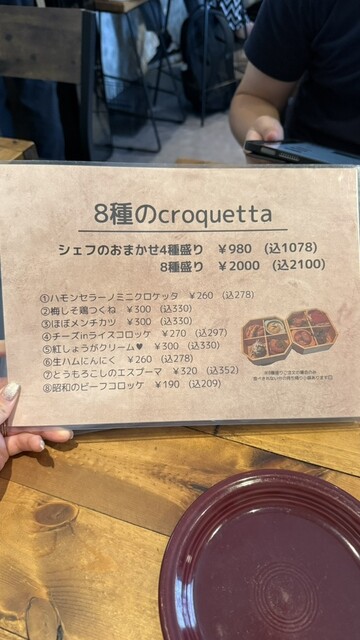 8種のcroquetta
シェフのおまかせ4種盛り ￥980 (込1078)
8種盛り ￥2000 (込2100)
①ハモンセラーノミニクロケッタ ￥260 (込278)
②梅じそ鶏つくね ￥300 (込330)
③ほぼメンチカツ ￥300 (込330)
④チーズinライスコロッケ ￥270 (込297)
⑤紅しょうがクリーム♥ ￥300 (込330)
⑥生ハムにんにく ￥260 (込278)
⑦とうもろこしのエスプーマ ￥320 (込352)
⑧昭和のビーフコロッケ ￥190 (込209)